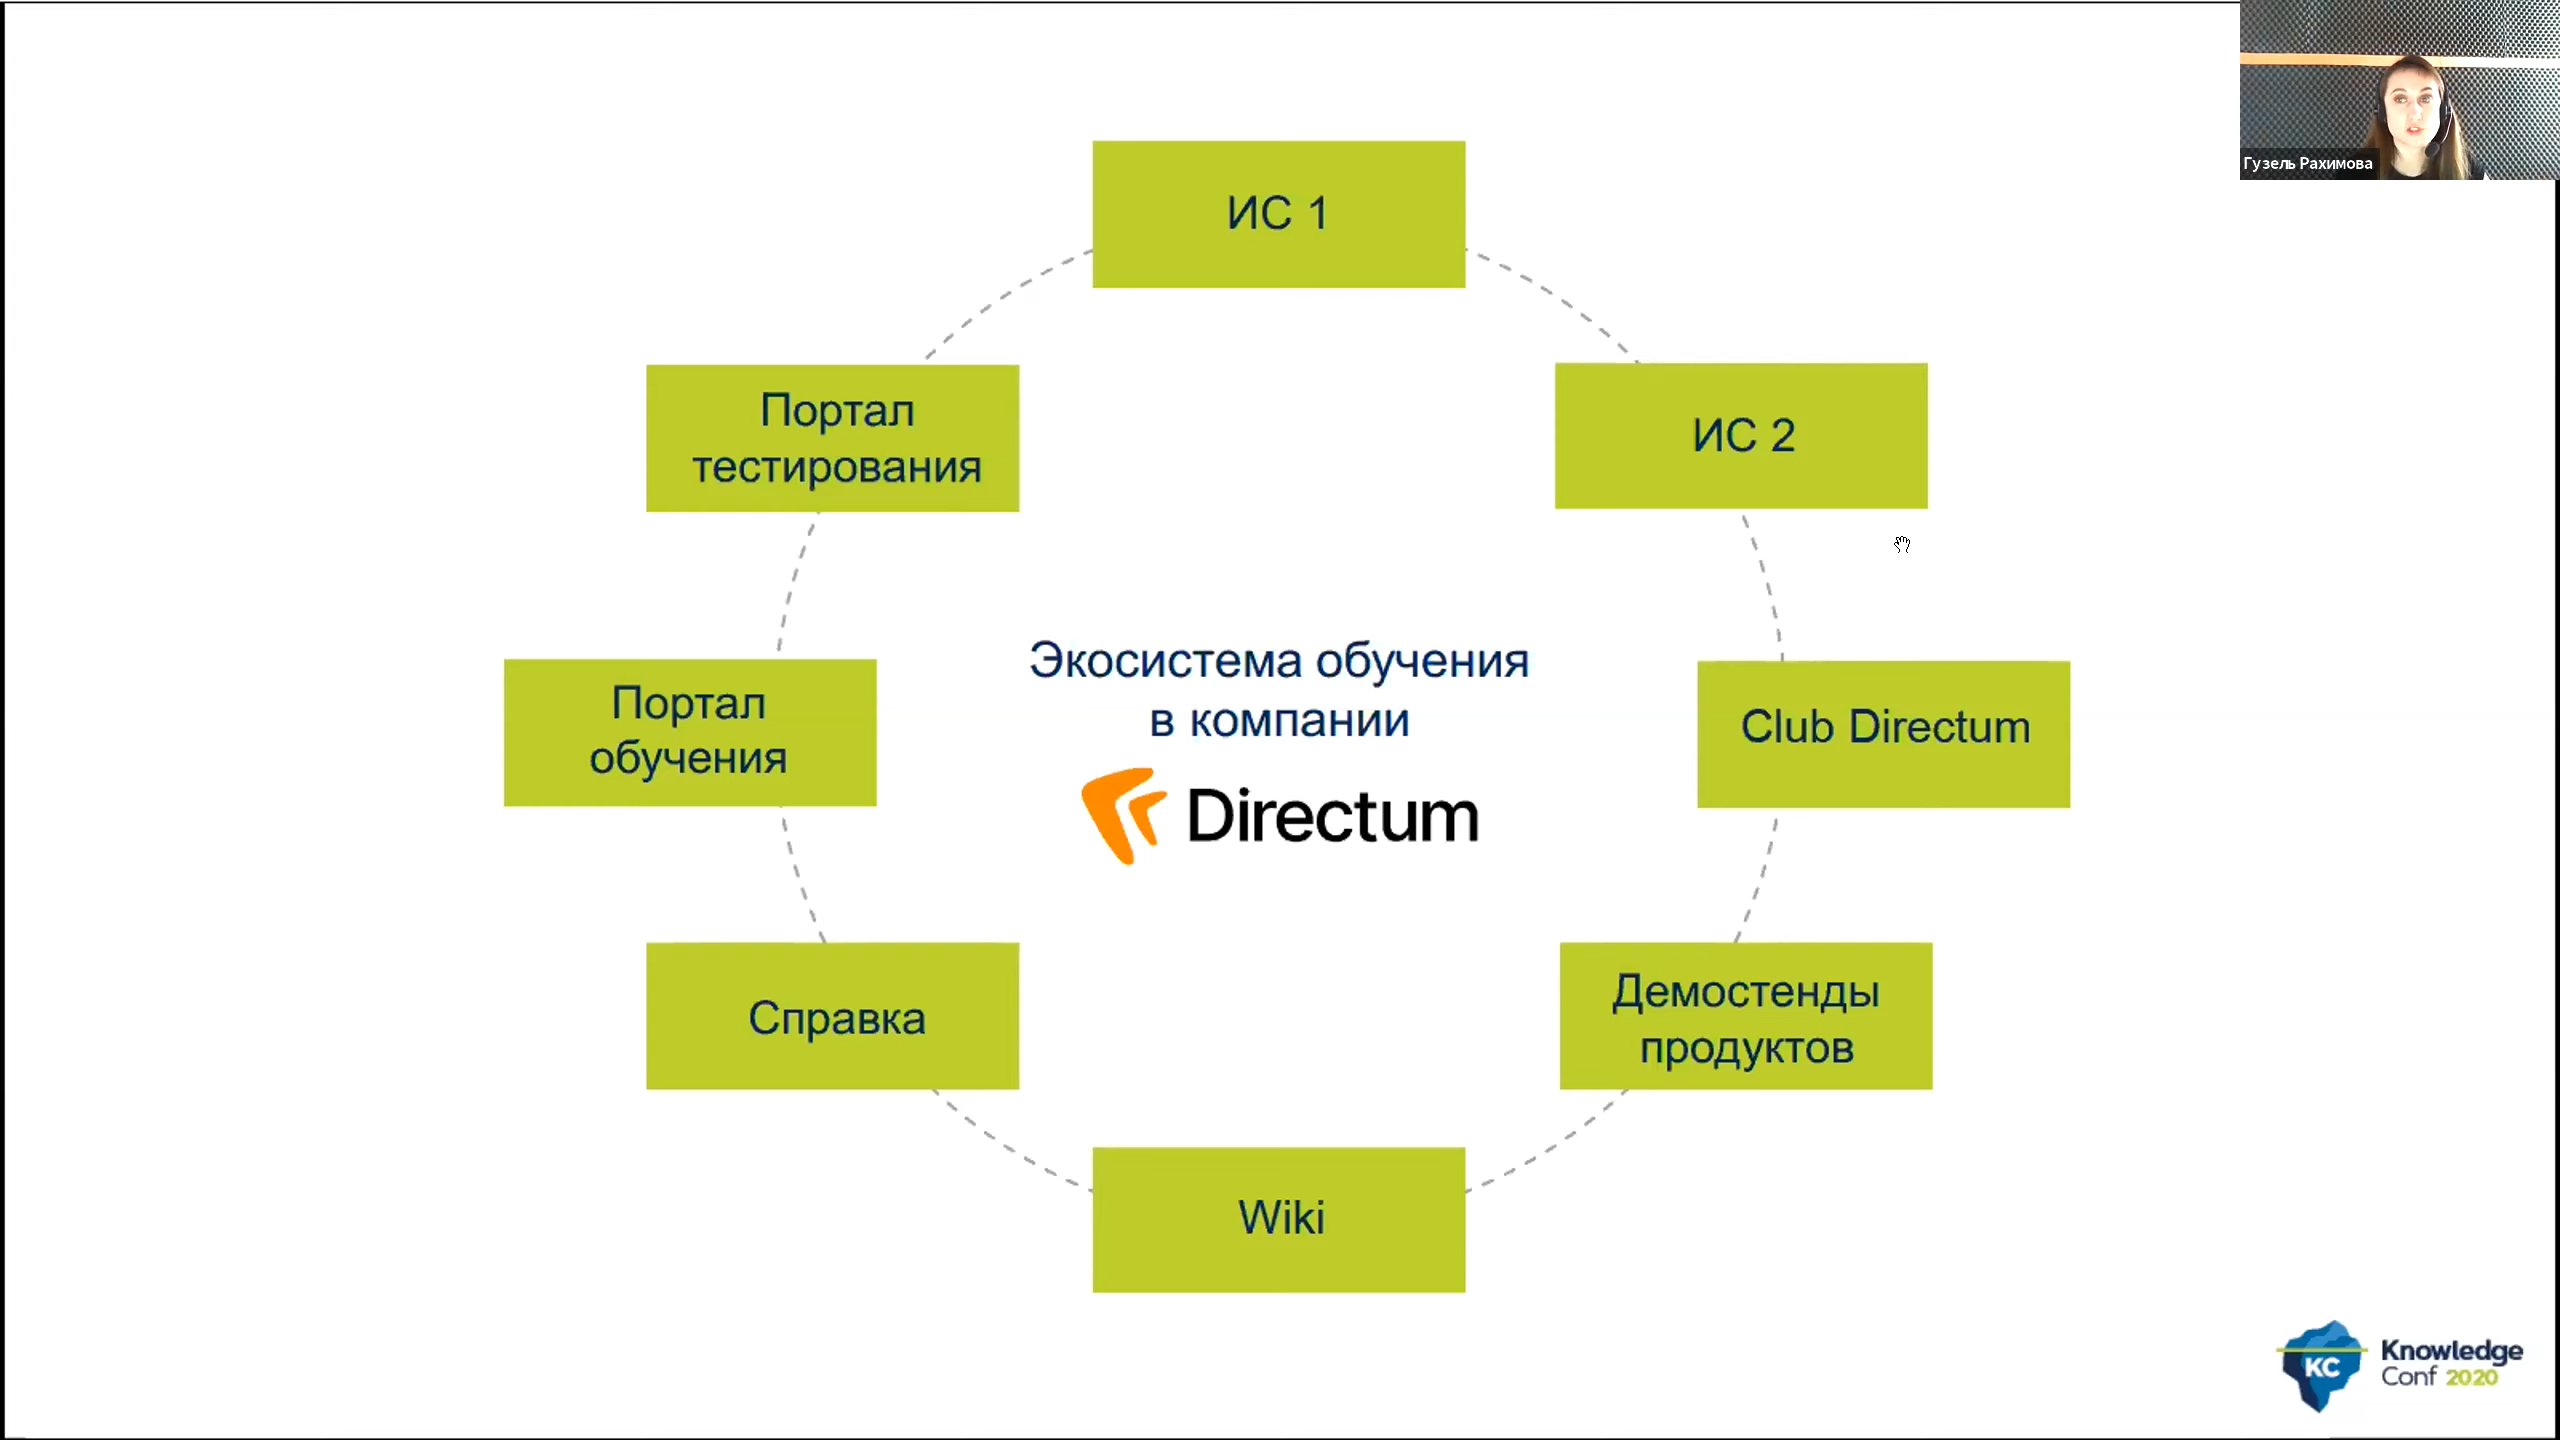 Гузель Рахимова
ИС 1
Портал
тестирования
ИС 2
Портал
обучения
Экосистема обучения
в компании
Directum
Club Directum
Справка
Демостенды
продуктов
Wiki
KC
Knowledge
Conf 2020